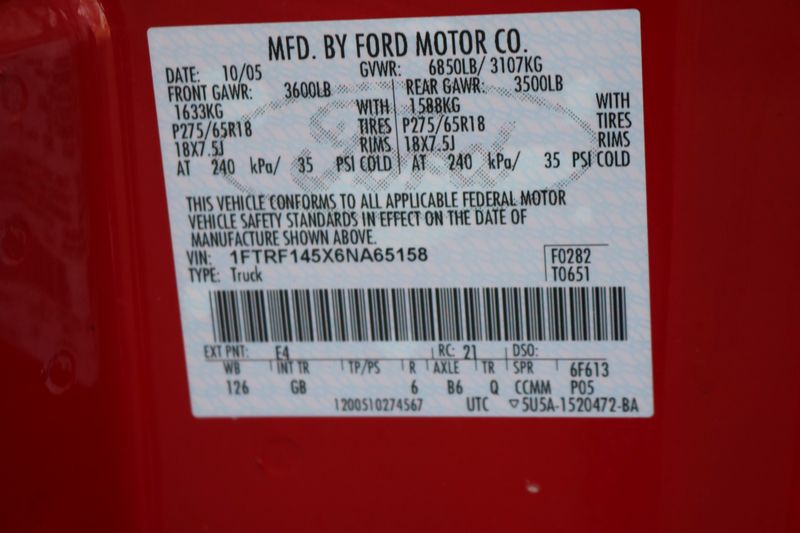 MFD. BY FORD MOTOR CO.
DATE: 10/05 GVWR: 6850LB/ 3107KG
FRONT GAWR: 3600LB REAR GAWR: 3500LB
1633KG WITH 1588KG WITH
P275/65R18 TIRES P275/65R18 TIRES
18X7.5J RIMS 18X7.5J RIMS
AT 240 kPa/ 35 PSI COLD AT 240 kPa/ 35 PSI COLD
Ford
THIS VEHICLE CONFORMS TO ALL APPLICABLE FEDERAL MOTOR
VEHICLE SAFETY STANDARDS IN EFFECT ON THE DATE OF
MANUFACTURE SHOWN ABOVE.
VIN: 1FTRF145X6NA65158 F0282
TYPE: Truck T0651
EXT PNT: E4 RC: 21 DSO:
WB INT TR TP/PS R AXLE TR SPR 6F613
126 GB 6 B6 Q CCMM P05
1200510274567 UTC ▽5U5A-1520472-BA